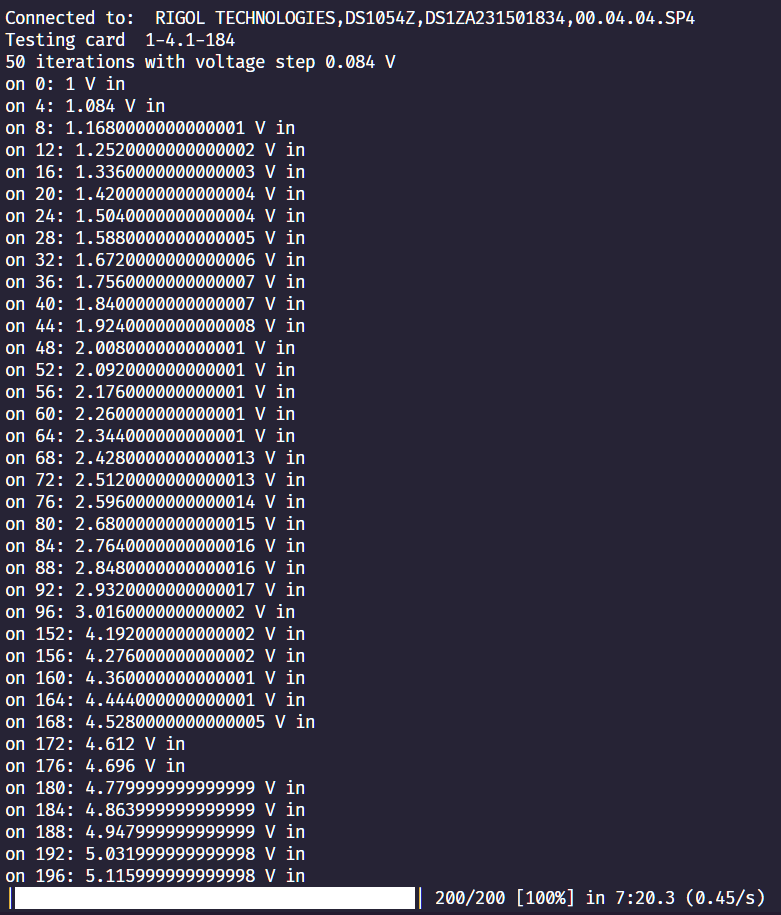 Connected to:  RIGOL TECHNOLOGIES,DS1054Z,DS1ZA231501834,00.04.04.SP4
Testing card  1-4.1-184
50 iterations with voltage step 0.084 V
on 0: 1 V in
on 4: 1.084 V in
on 8: 1.1680000000000001 V in
on 12: 1.2520000000000002 V in
on 16: 1.3360000000000003 V in
on 20: 1.4200000000000004 V in
on 24: 1.5040000000000004 V in
on 28: 1.5880000000000005 V in
on 32: 1.6720000000000006 V in
on 36: 1.7560000000000007 V in
on 40: 1.8400000000000007 V in
on 44: 1.9240000000000008 V in
on 48: 2.008000000000001 V in
on 52: 2.092000000000001 V in
on 56: 2.176000000000001 V in
on 60: 2.260000000000001 V in
on 64: 2.344000000000001 V in
on 68: 2.4280000000000013 V in
on 72: 2.5120000000000013 V in
on 76: 2.5960000000000014 V in
on 80: 2.6800000000000015 V in
on 84: 2.7640000000000016 V in
on 88: 2.8480000000000016 V in
on 92: 2.9320000000000017 V in
on 96: 3.016000000000002 V in
on 152: 4.192000000000002 V in
on 156: 4.276000000000002 V in
on 160: 4.360000000000001 V in
on 164: 4.444000000000001 V in
on 168: 4.5280000000000005 V in
on 172: 4.612 V in
on 176: 4.696 V in
on 180: 4.779999999999999 V in
on 184: 4.863999999999999 V in
on 188: 4.947999999999999 V in
on 192: 5.031999999999998 V in
on 196: 5.115999999999998 V in
200/200 [100%] in 7:20.3 (0.45/s)